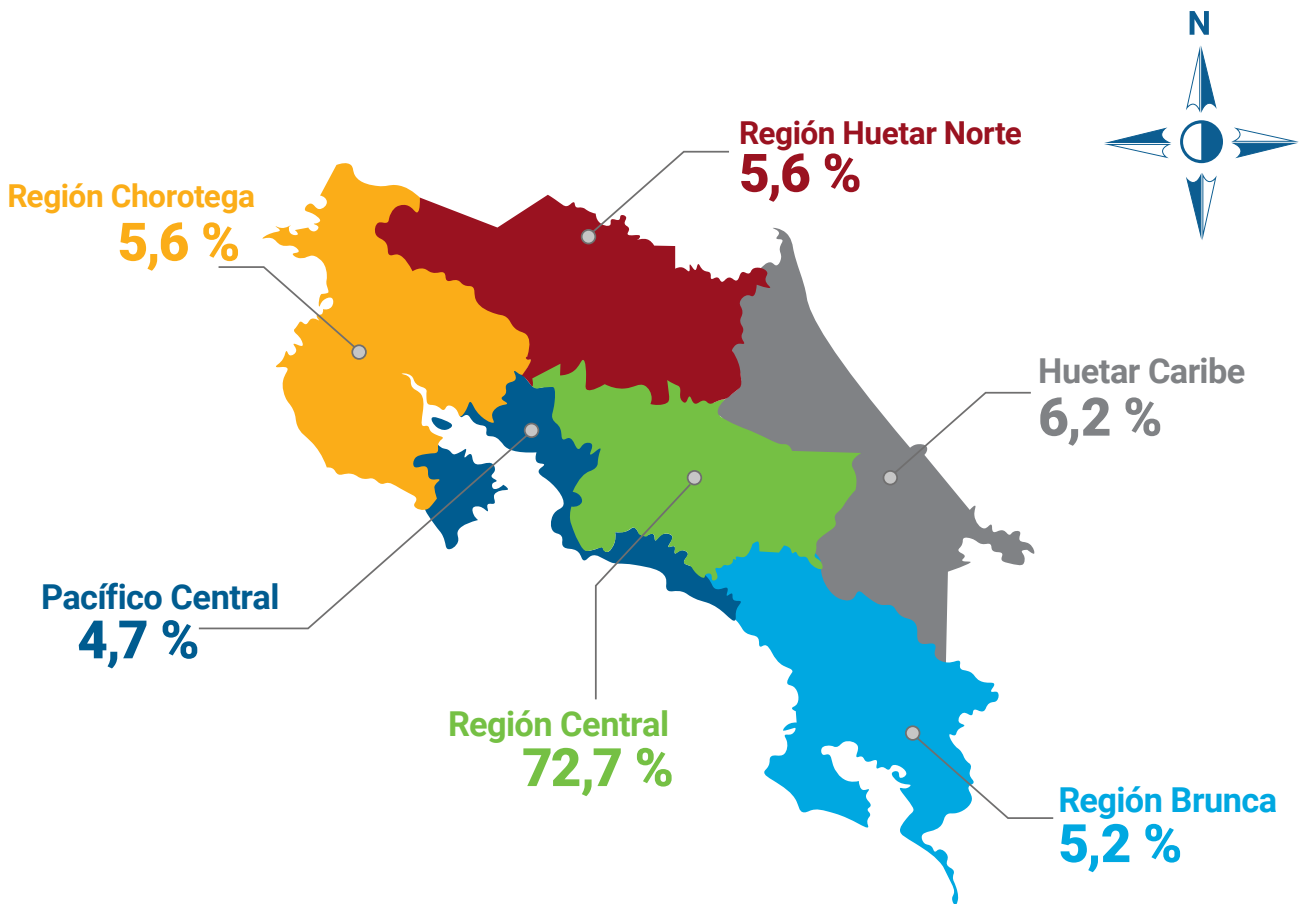 N
Región Huetar Norte
5,6 %
Región Chorotega
5,6 %
Huetar Caribe
6,2 %
Pacífico Central
4,7 %
Región Central
72,7 %
Región Brunca
5,2 %